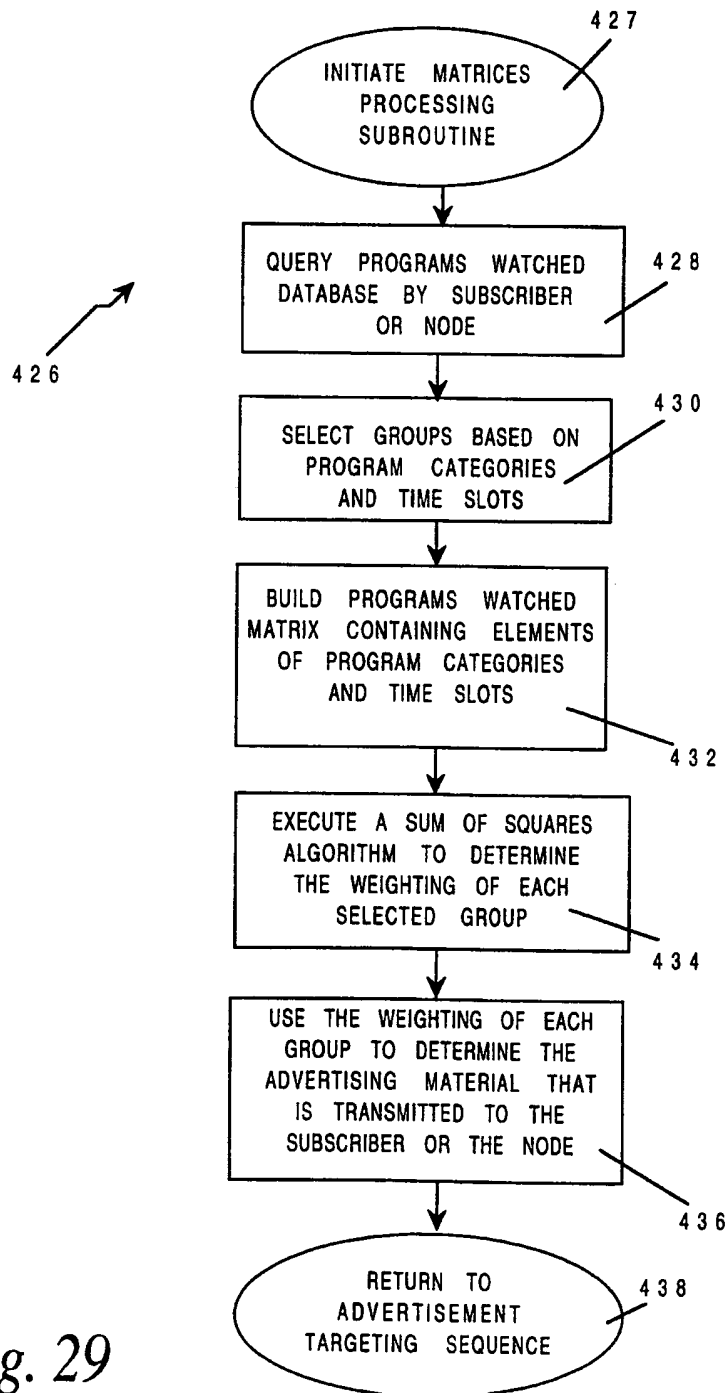 427
INITIATE MATRICES
PROCESSING
SUBROUTINE
QUERY PROGRAMS WATCHED
DATABASE BY SUBSCRIBER
OR NODE
428
426
SELECT GROUPS BASED ON
PROGRAM CATEGORIES
AND TIME SLOTS
430
BUILD PROGRAMS WATCHED
MATRIX CONTAINING ELEMENTS
OF PROGRAM CATEGORIES
AND TIME SLOTS
432
EXECUTE A SUM OF SQUARES
ALGORITHM TO DETERMINE
THE WEIGHTING OF EACH
SELECTED GROUP
434
USE THE WEIGHTING OF EACH
GROUP TO DETERMINE THE
ADVERTISING MATERIAL THAT
IS TRANSMITTED TO THE
SUBSCRIBER OR THE NODE
436
RETURN TO
ADVERTISEMENT
TARGETING SEQUENCE
438
g. 29